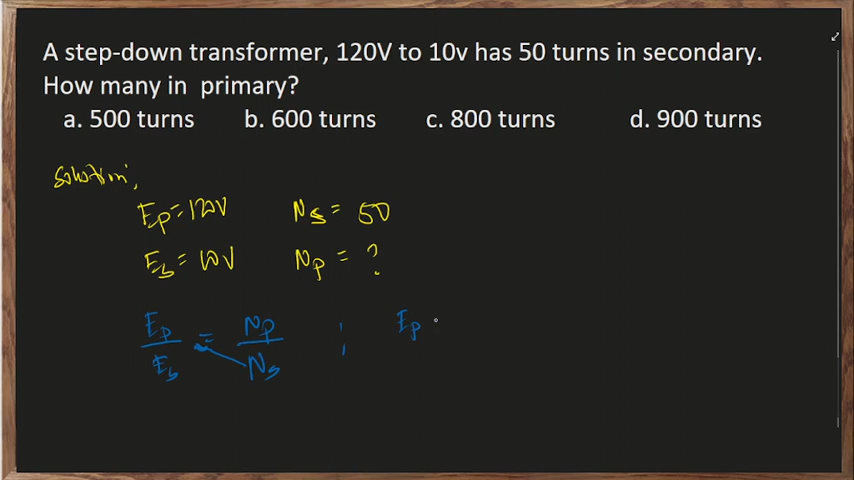 A step-down transformer, 120V to 10v has 50 turns in secondary.
How many in primary?
a. 500 turns b. 600 turns c. 800 turns d. 900 turns
Solution,
Ep = 120V Ns = 50
Es = 10V Np = ?
Ep/Es = Np/Ns ; Ep